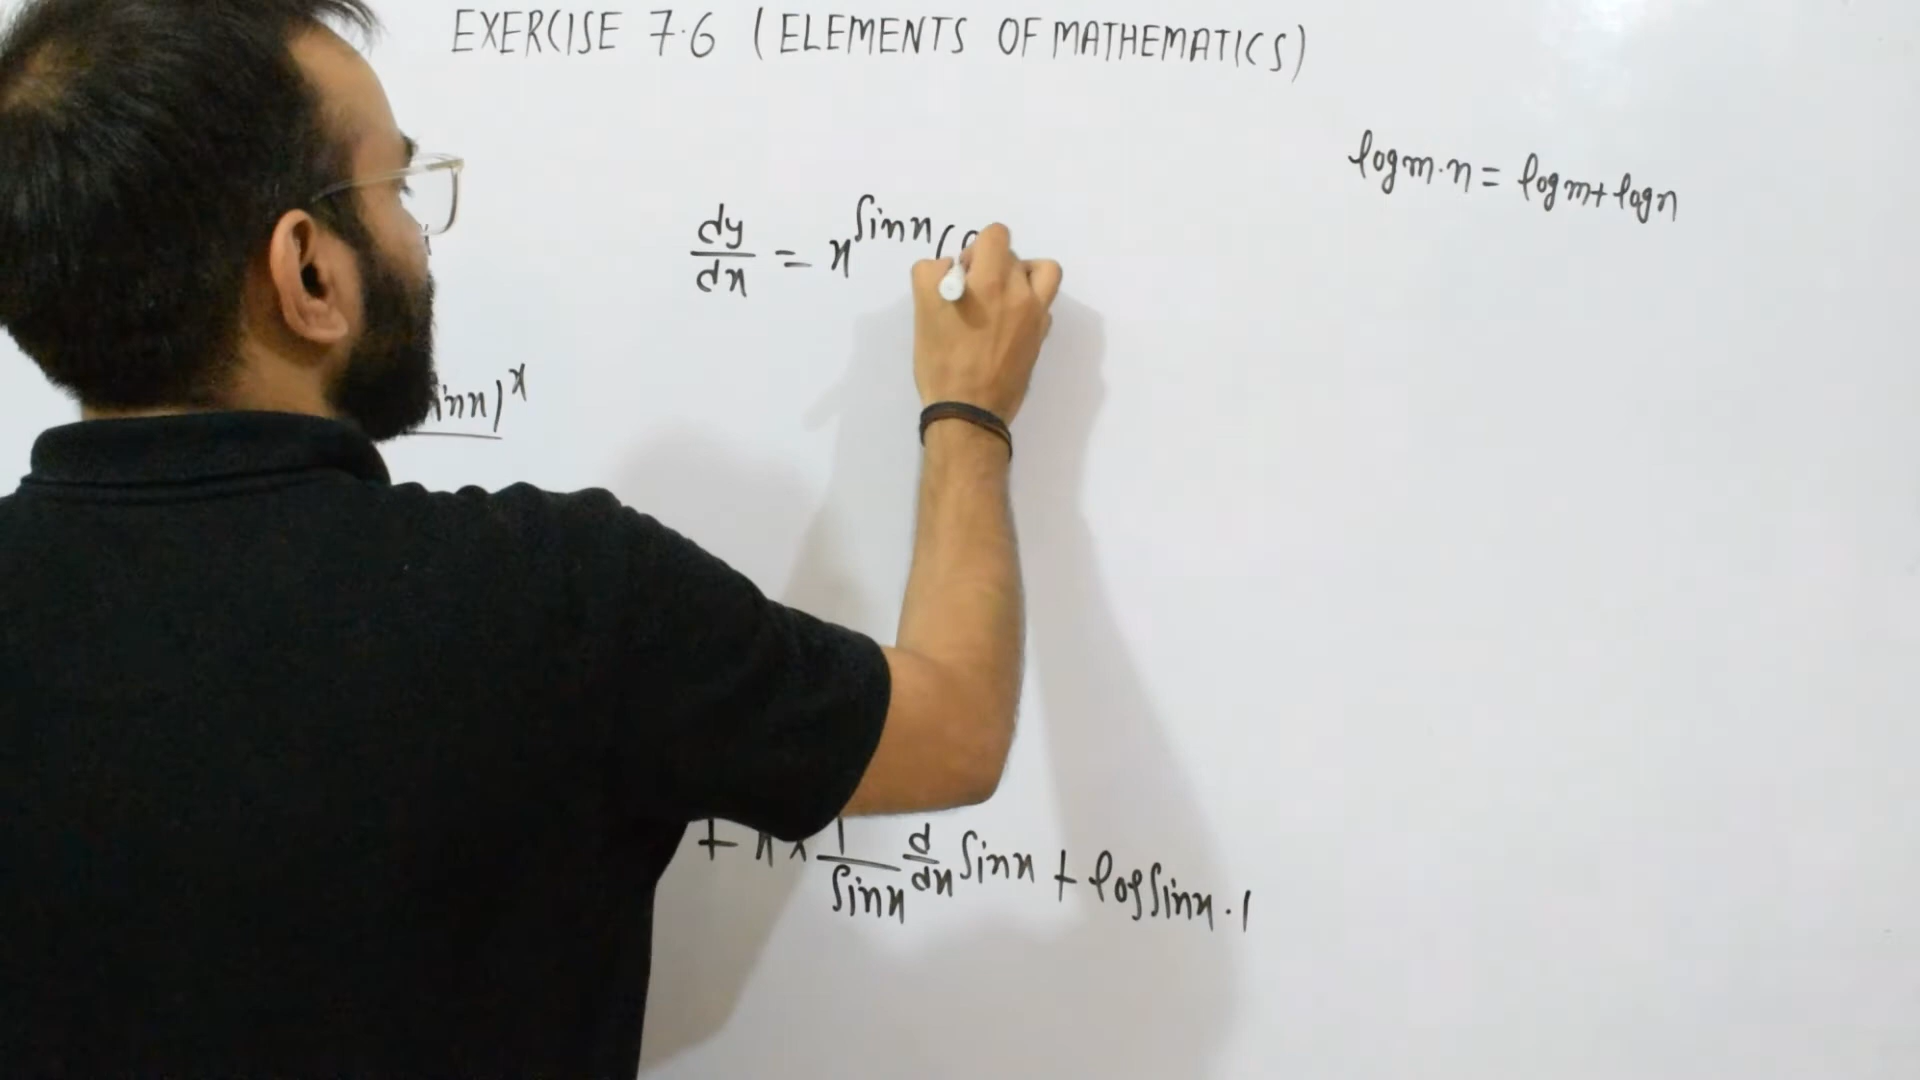 EXERCISE 7.6 (ELEMENTS OF MATHEMATICS)
log m.n = log m + log n
dy/dx = x^sinx (
inx)^x
+ x × 1/sinx d/dx sinx + log sinx . 1